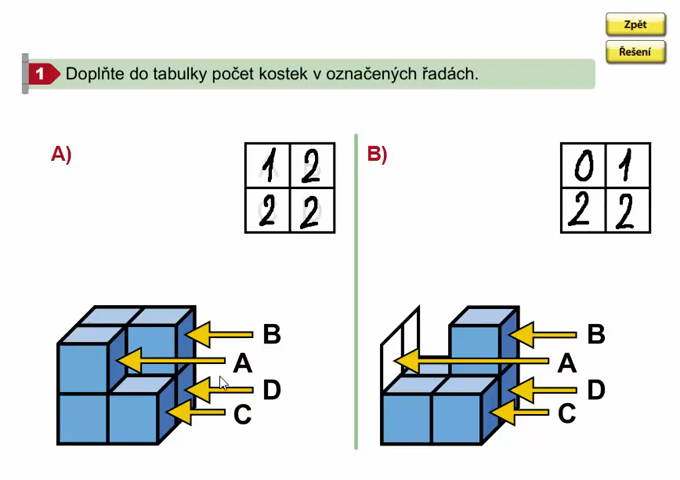 Zpět
Řešení
1 Doplňte do tabulky počet kostek v označených řadách.
A)
1 2
2 2
B)
0 1
2 2
B
A
D
C
B
A
D
C